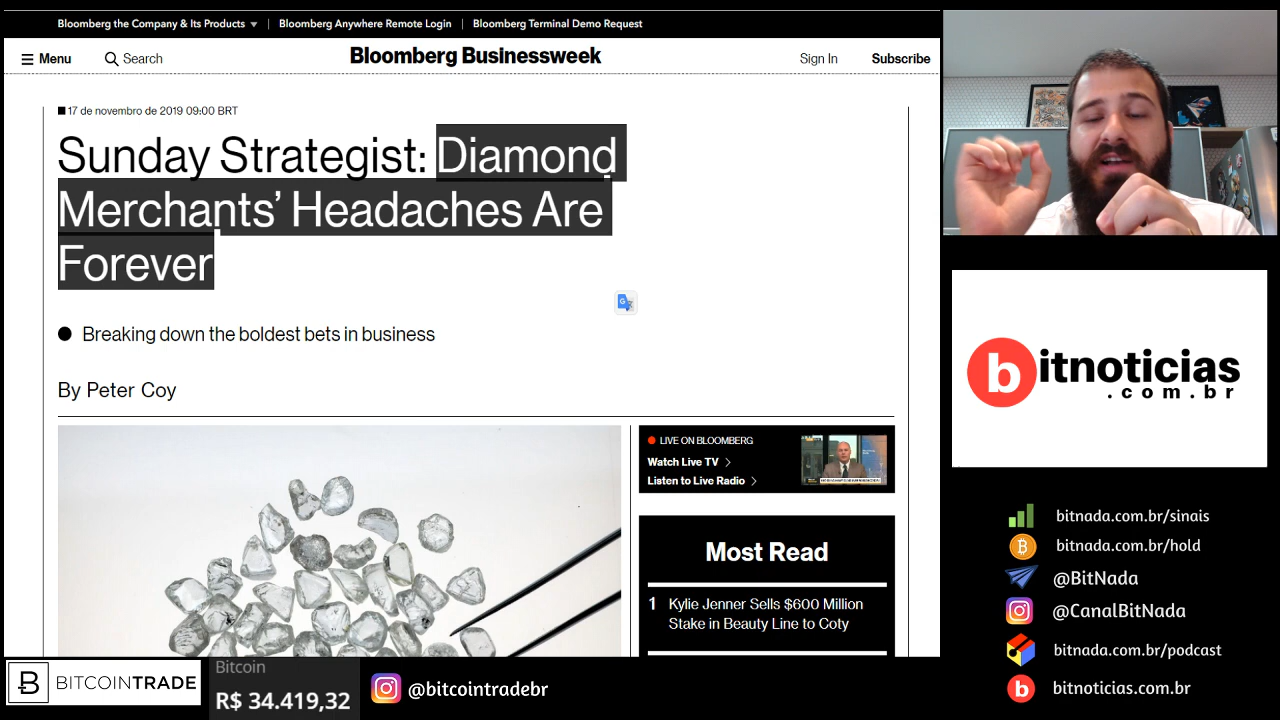 Bloomberg the Company & Its Products
Bloomberg Anywhere Remote Login
Bloomberg Terminal Demo Request
Menu
Search
Bloomberg Businessweek
Sign In
Subscribe
17 de novembro de 2019 09:00 BRT
Sunday Strategist: Diamond
Merchants' Headaches Are
Forever
Breaking down the boldest bets in business
By Peter Coy
LIVE ON BLOOMBERG
Watch Live TV
Listen to Live Radio
Most Read
1 Kylie Jenner Sells $600 Million
Stake in Beauty Line to Coty
bitnoticias
.com.br
bitnada.com.br/sinais
bitnada.com.br/hold
@BitNada
@CanalBitNada
bitnada.com.br/podcast
bitnoticias.com.br
BITCOINTRADE
Bitcoin
R$ 34.419,32
@bitcointradebr